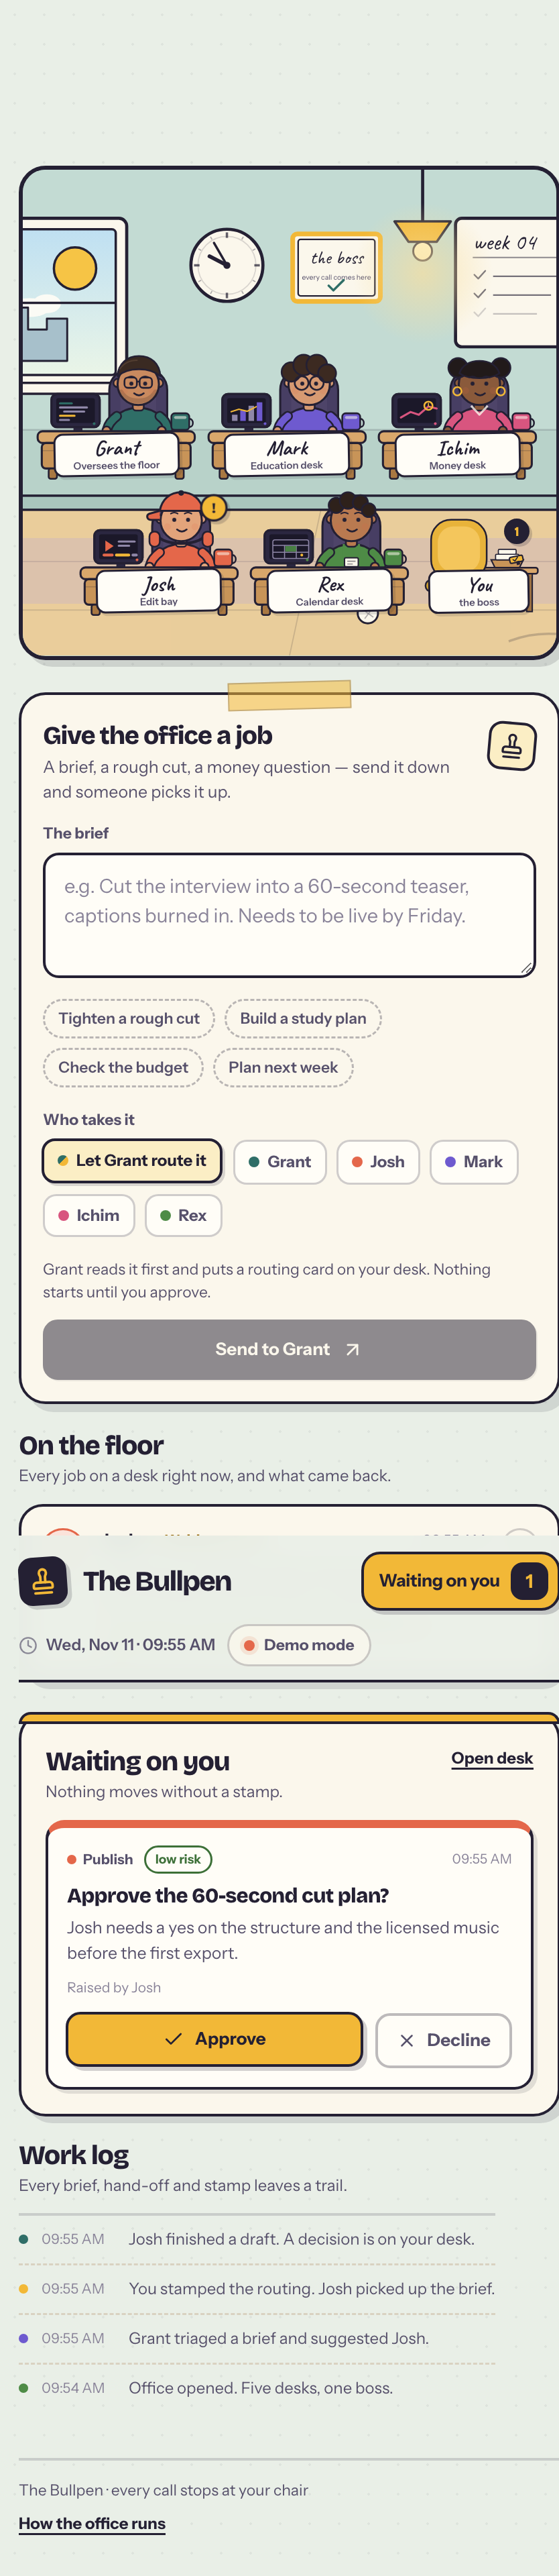 the boss
every call comes here
week 04
Grant
Oversees the floor
Mark
Education desk
Ichim
Money desk
!
1
Josh
Edit bay
Rex
Calendar desk
You
the boss
Give the office a job
A brief, a rough cut, a money question — send it down
and someone picks it up.
The brief
e.g. Cut the interview into a 60-second teaser,
captions burned in. Needs to be live by Friday.
Tighten a rough cut
Build a study plan
Check the budget
Plan next week
Who takes it
Let Grant route it
Grant
Josh
Mark
Ichim
Rex
Grant reads it first and puts a routing card on your desk. Nothing
starts until you approve.
Send to Grant
On the floor
Every job on a desk right now, and what came back.
The Bullpen
Waiting on you 1
Wed, Nov 11 · 09:55 AM
Demo mode
Waiting on you
Open desk
Nothing moves without a stamp.
Publish
low risk
09:55 AM
Approve the 60-second cut plan?
Josh needs a yes on the structure and the licensed music
before the first export.
Raised by Josh
Approve
Decline
Work log
Every brief, hand-off and stamp leaves a trail.
09:55 AM Josh finished a draft. A decision is on your desk.
09:55 AM You stamped the routing. Josh picked up the brief.
09:55 AM Grant triaged a brief and suggested Josh.
09:54 AM Office opened. Five desks, one boss.
The Bullpen · every call stops at your chair
How the office runs